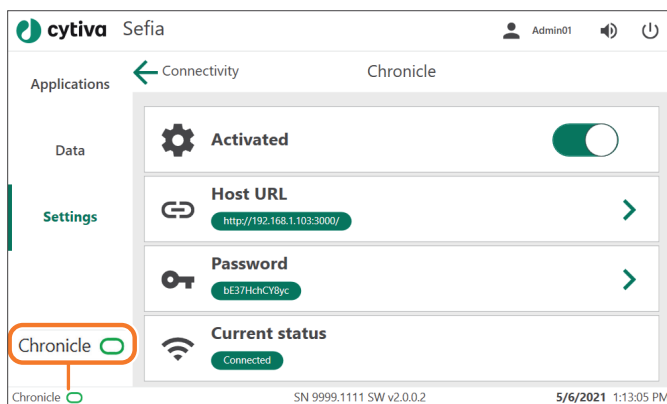 cytiva Sefia Admin01
Connectivity Chronicle
Applications
Data
Settings
Activated
Host URL
http://192.168.1.103:3000/
Password
bE37HchCY8yc
Current status
Connected
Chronicle
Chronicle SN 9999.1111 SW v2.0.0.2 5/6/2021 1:13:05 PM